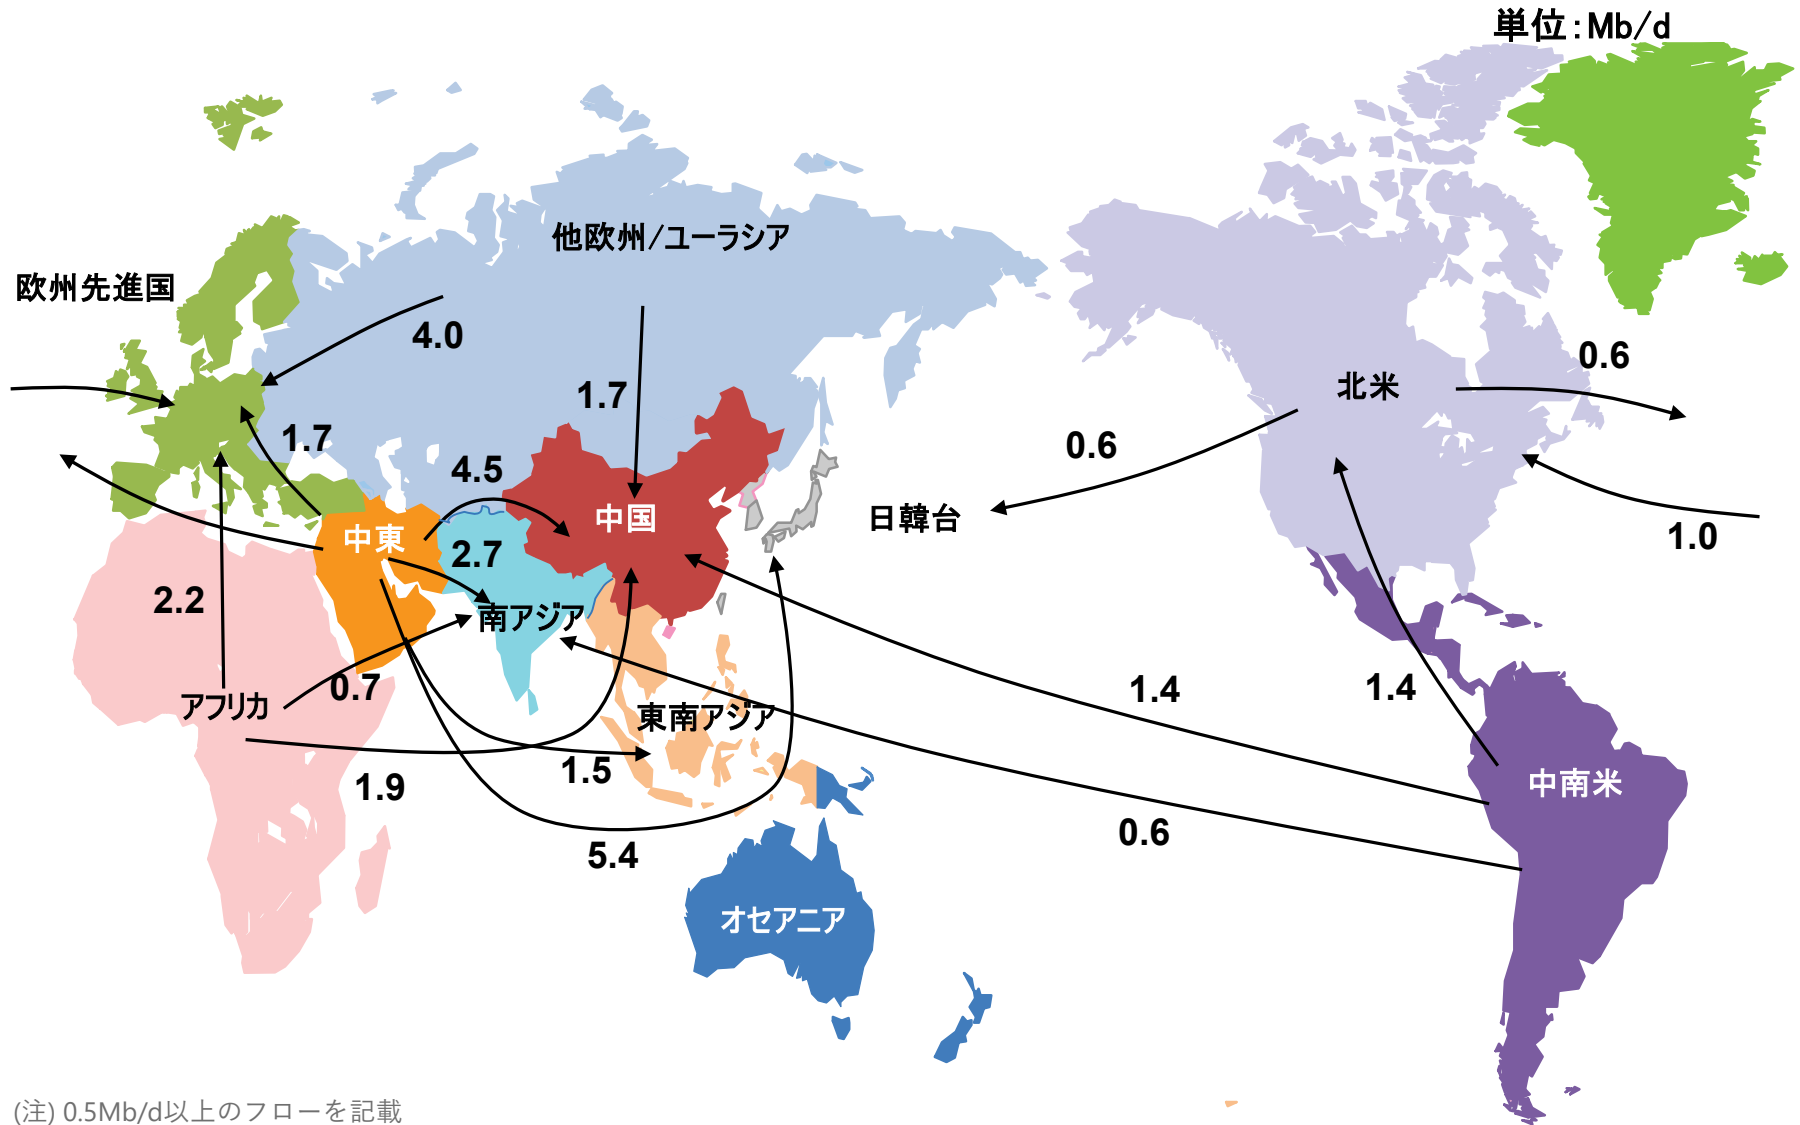 単位:Mb/d
他欧州/ユーラシア
欧州先進国
4.0
0.6
1.7
北米
1.7
4.5
0.6
中国
日韓台
中東
1.0
2.7
2.2
南アジア
0.7
1.4
1.4
アフリカ
東南アジア
1.5
1.9
中南米
0.6
5.4
オセアニア
(注) 0.5Mb/d以上のフローを記載